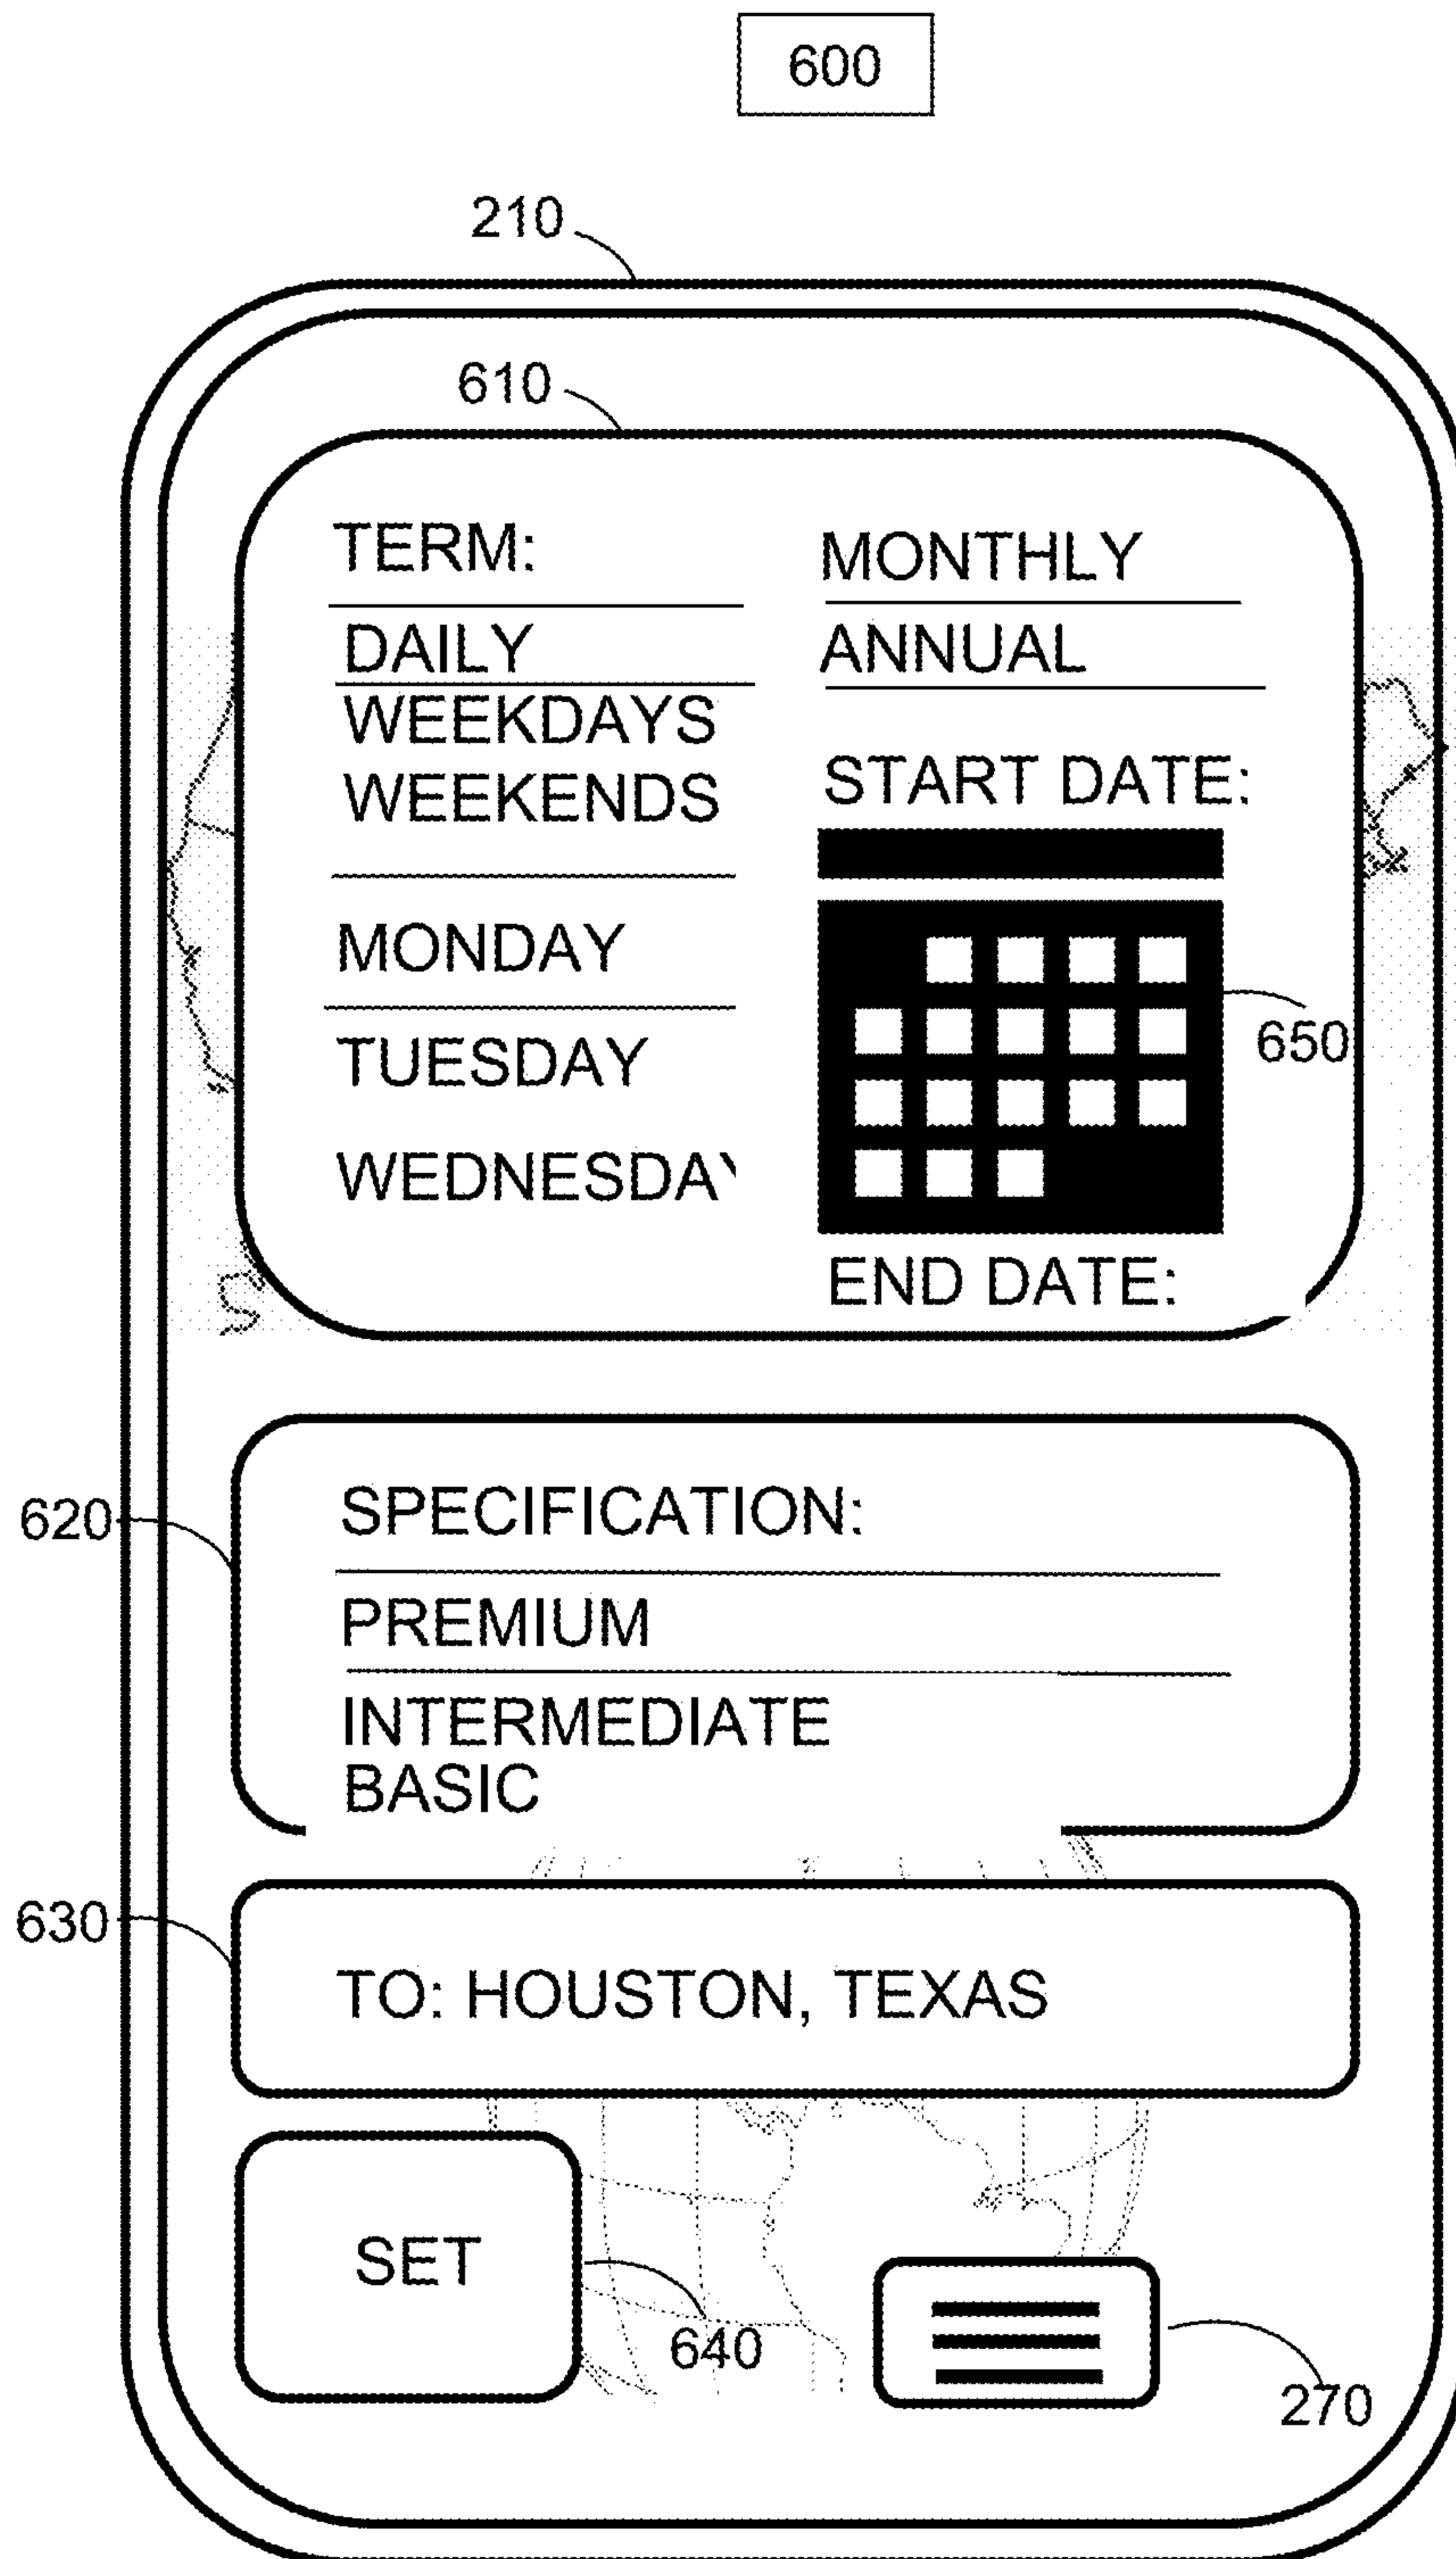 600
210
610
TERM:
DAILY
WEEKDAYS
WEEKENDS
MONDAY
TUESDAY
WEDNESDAY
MONTHLY
ANNUAL
START DATE:
650
END DATE:
620
SPECIFICATION:
PREMIUM
INTERMEDIATE
BASIC
630
TO: HOUSTON, TEXAS
SET
640
270